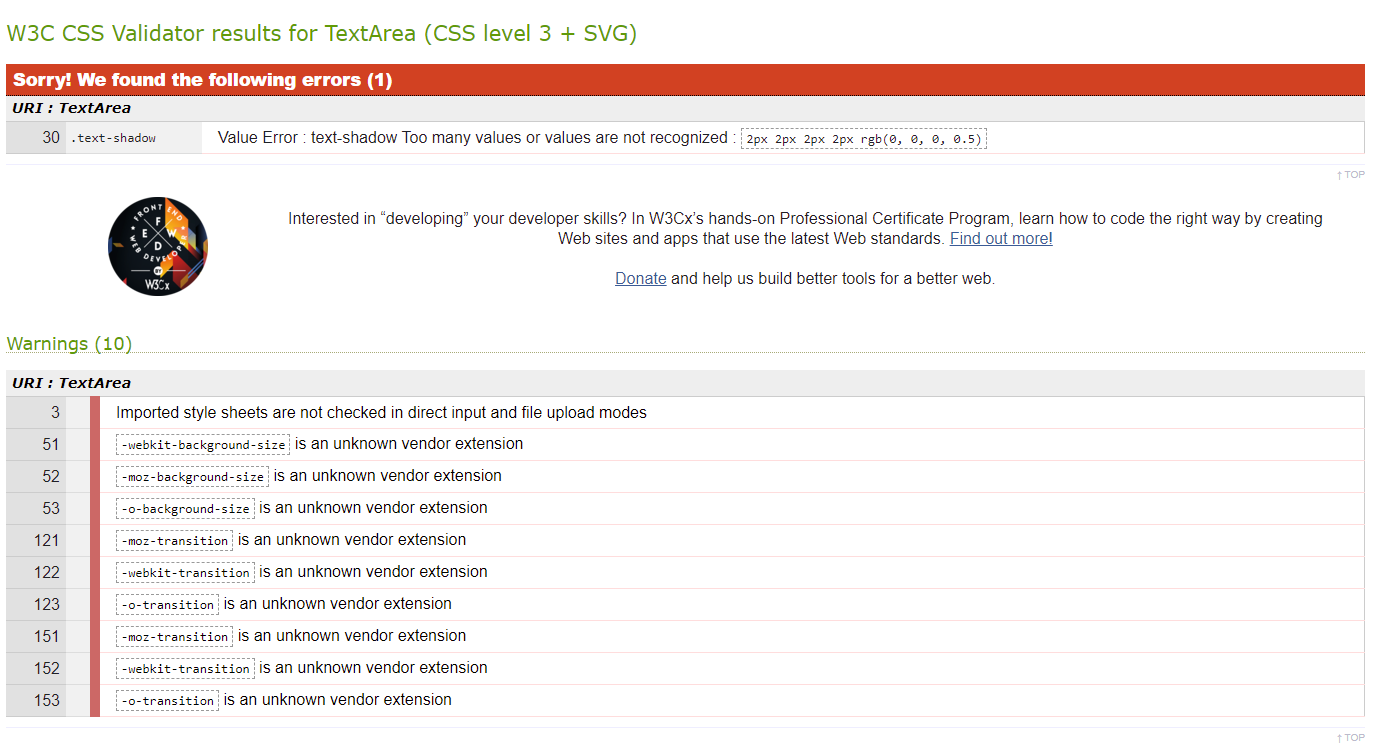 W3C CSS Validator results for TextArea (CSS level 3 + SVG)
Sorry! We found the following errors (1)
URI : TextArea
30 .text-shadow Value Error : text-shadow Too many values or values are not recognized : 2px 2px 2px 2px rgb(0, 0, 0, 0.5)
↑ TOP
FRONT END
F
E W
D
WEB DEVELOPER
W3Cx
Interested in “developing” your developer skills? In W3Cx’s hands-on Professional Certificate Program, learn how to code the right way by creating
Web sites and apps that use the latest Web standards. Find out more!
Donate and help us build better tools for a better web.
Warnings (10)
URI : TextArea
3 Imported style sheets are not checked in direct input and file upload modes
51 -webkit-background-size is an unknown vendor extension
52 -moz-background-size is an unknown vendor extension
53 -o-background-size is an unknown vendor extension
121 -moz-transition is an unknown vendor extension
122 -webkit-transition is an unknown vendor extension
123 -o-transition is an unknown vendor extension
151 -moz-transition is an unknown vendor extension
152 -webkit-transition is an unknown vendor extension
153 -o-transition is an unknown vendor extension
↑ TOP